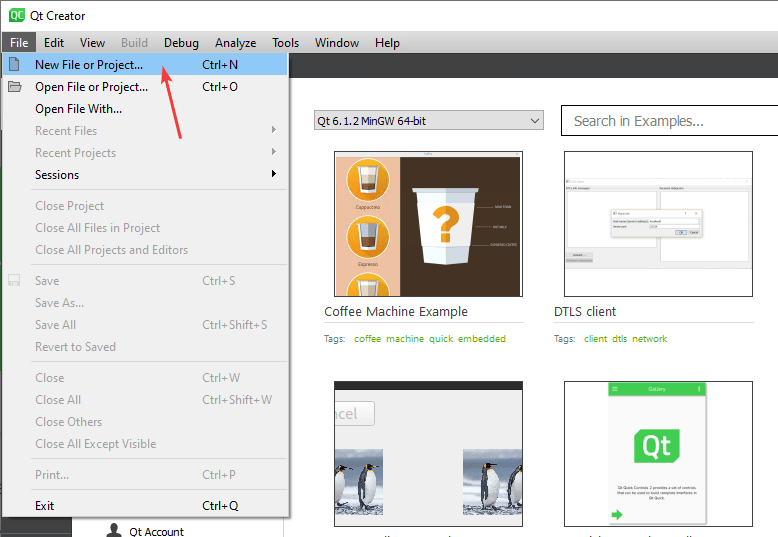 Qt Creator
File Edit View Build Debug Analyze Tools Window Help
New File or Project... Ctrl+N
Open File or Project... Ctrl+O
Open File With...
Recent Files
Recent Projects
Sessions
Close Project
Close All Files in Project
Close All Projects and Editors
Save Ctrl+S
Save As...
Save All Ctrl+Shift+S
Revert to Saved
Close Ctrl+W
Close All Ctrl+Shift+W
Close Others
Close All Except Visible
Print... Ctrl+P
Exit Ctrl+Q
Qt Account
Qt 6.1.2 MinGW 64-bit
Search in Examples...
Cappuccino
Espresso
?
Coffee Machine Example
Tags: coffee machine quick embedded
DTLS client
Tags: client dtls network
Gallery
Qt
Qt Quick Controls 2 provides a set of controls
that can be used to build complete interfaces in
Qt Quick.